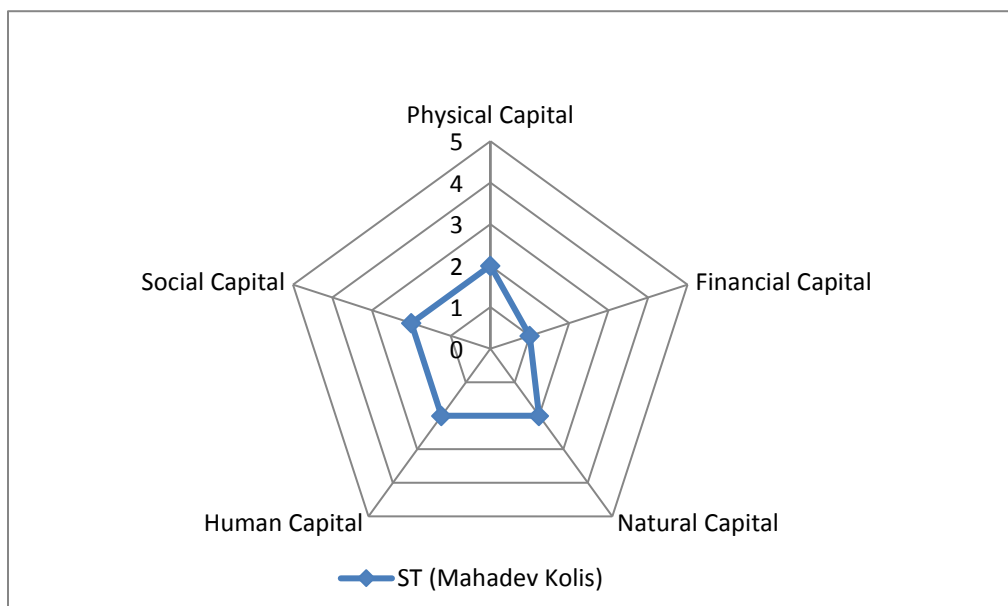 Physical Capital
5
4
3
2
1
0
Social Capital
Financial Capital
Human Capital
Natural Capital
ST (Mahadev Kolis)